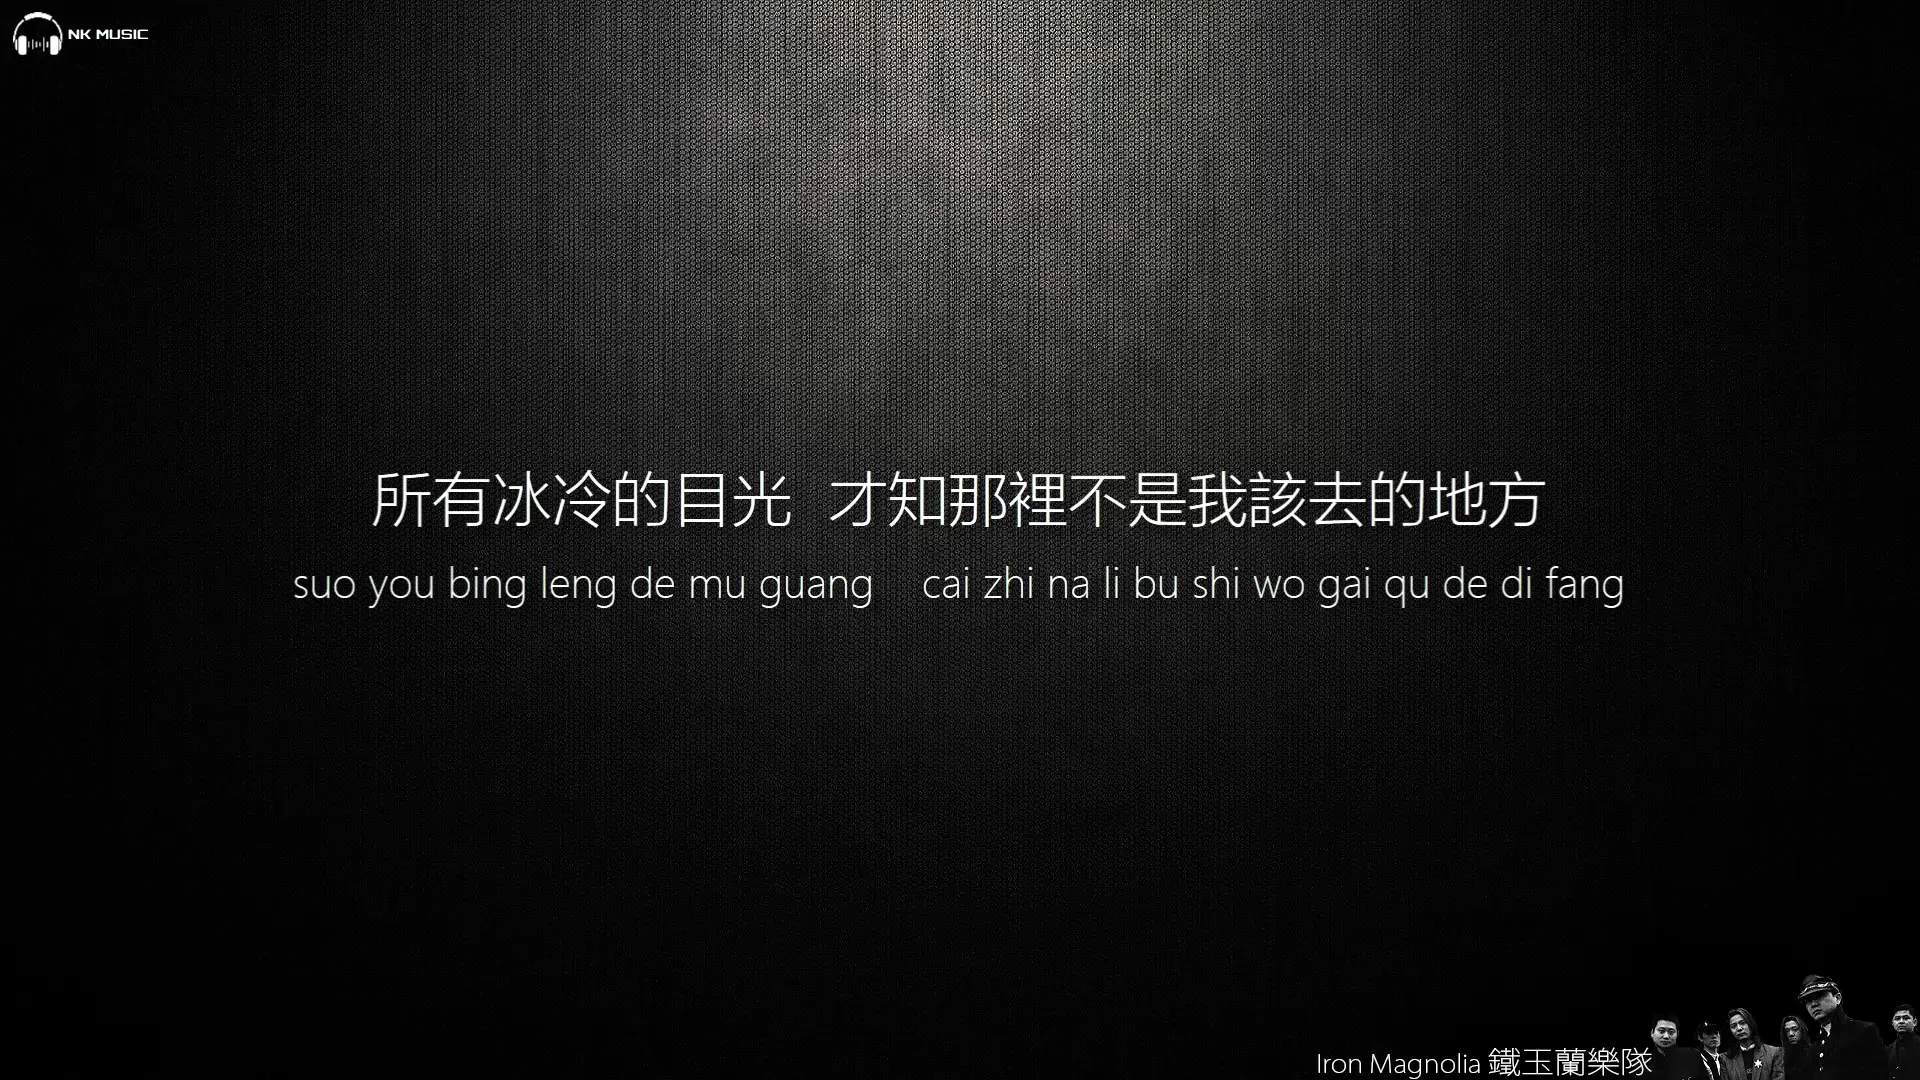 NK MUSIC
所有冰冷的目光 才知那裡不是我該去的地方
suo you bing leng de mu guang cai zhi na li bu shi wo gai qu de di fang
Iron Magnolia 鐵玉蘭樂隊